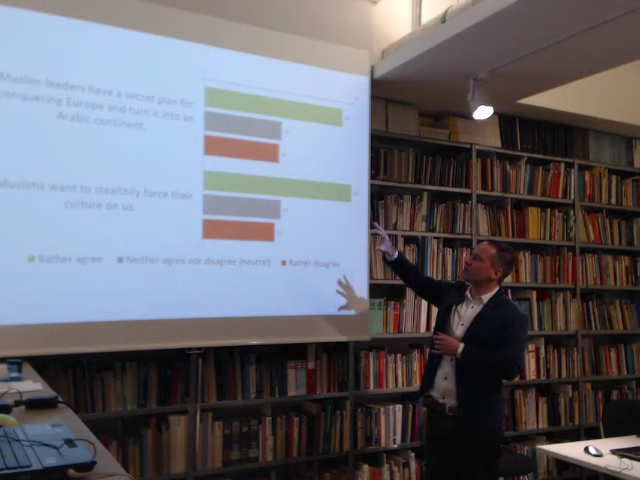 Muslim leaders have a secret plan for
conquering Europe and turn it into an
Arabic continent.
Muslims want to stealthily force their
culture on us.
Rather agree Neither agree nor disagree (neutral) Rather disagree